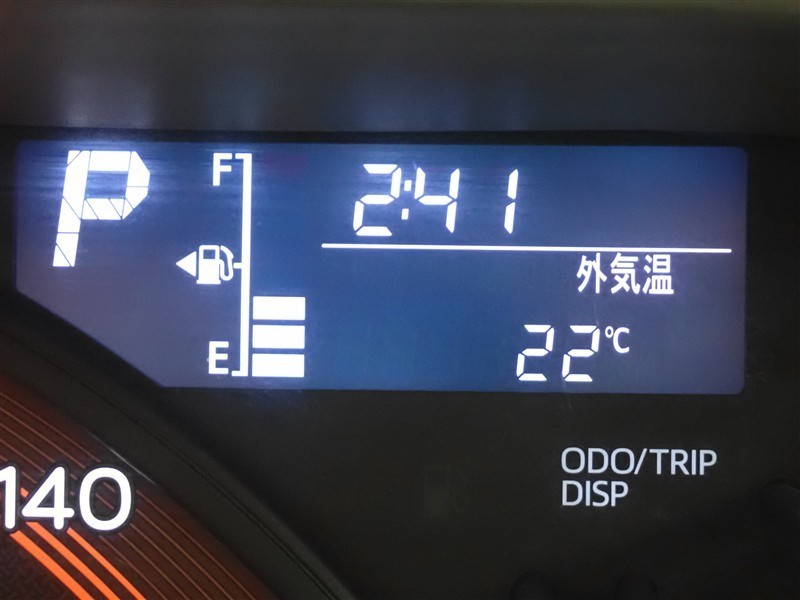 P
F
2:41
外気温
E
22℃
ODO/TRIP
DISP
140